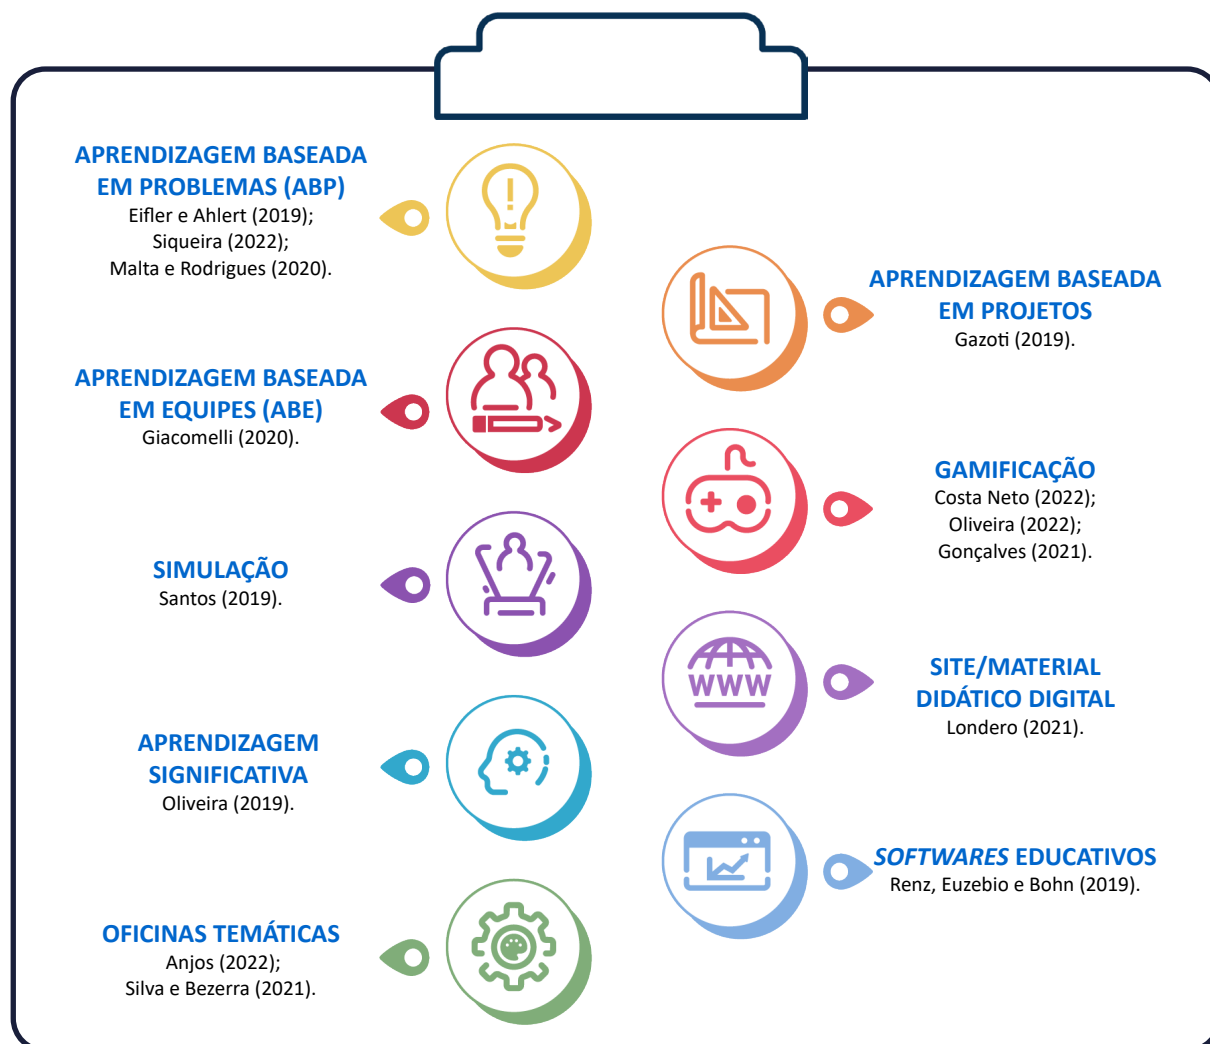 APRENDIZAGEM BASEADA
EM PROBLEMAS (ABP)
Eifler e Ahlert (2019);
Siqueira (2022);
Malta e Rodrigues (2020).
APRENDIZAGEM BASEADA
EM PROJETOS
Gazoti (2019).
APRENDIZAGEM BASEADA
EM EQUIPES (ABE)
Giacomelli (2020).
GAMIFICAÇÃO
Costa Neto (2022);
Oliveira (2022);
Gonçalves (2021).
SIMULAÇÃO
Santos (2019).
WWW
SITE/MATERIAL
DIDÁTICO DIGITAL
Londero (2021).
APRENDIZAGEM
SIGNIFICATIVA
Oliveira (2019).
SOFTWARES EDUCATIVOS
Renz, Euzebio e Bohn (2019).
OFICINAS TEMÁTICAS
Anjos (2022);
Silva e Bezerra (2021).